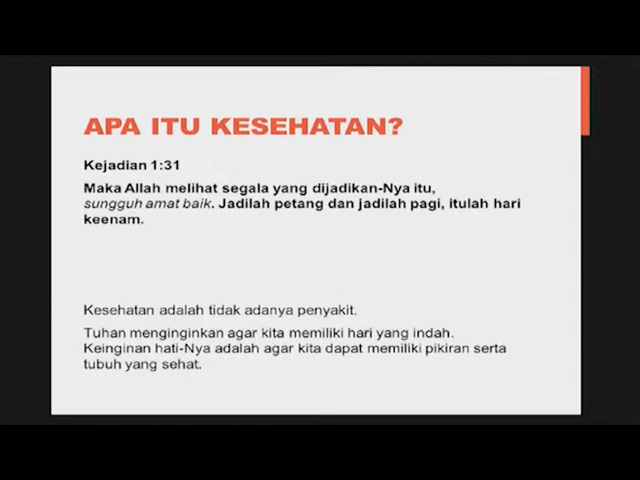 APA ITU KESEHATAN?
Kejadian 1:31
Maka Allah melihat segala yang dijadikan-Nya itu,
sungguh amat baik. Jadilah petang dan jadilah pagi, itulah hari
keenam.
Kesehatan adalah tidak adanya penyakit.
Tuhan menginginkan agar kita memiliki hari yang indah.
Keinginan hati-Nya adalah agar kita dapat memiliki pikiran serta
tubuh yang sehat.